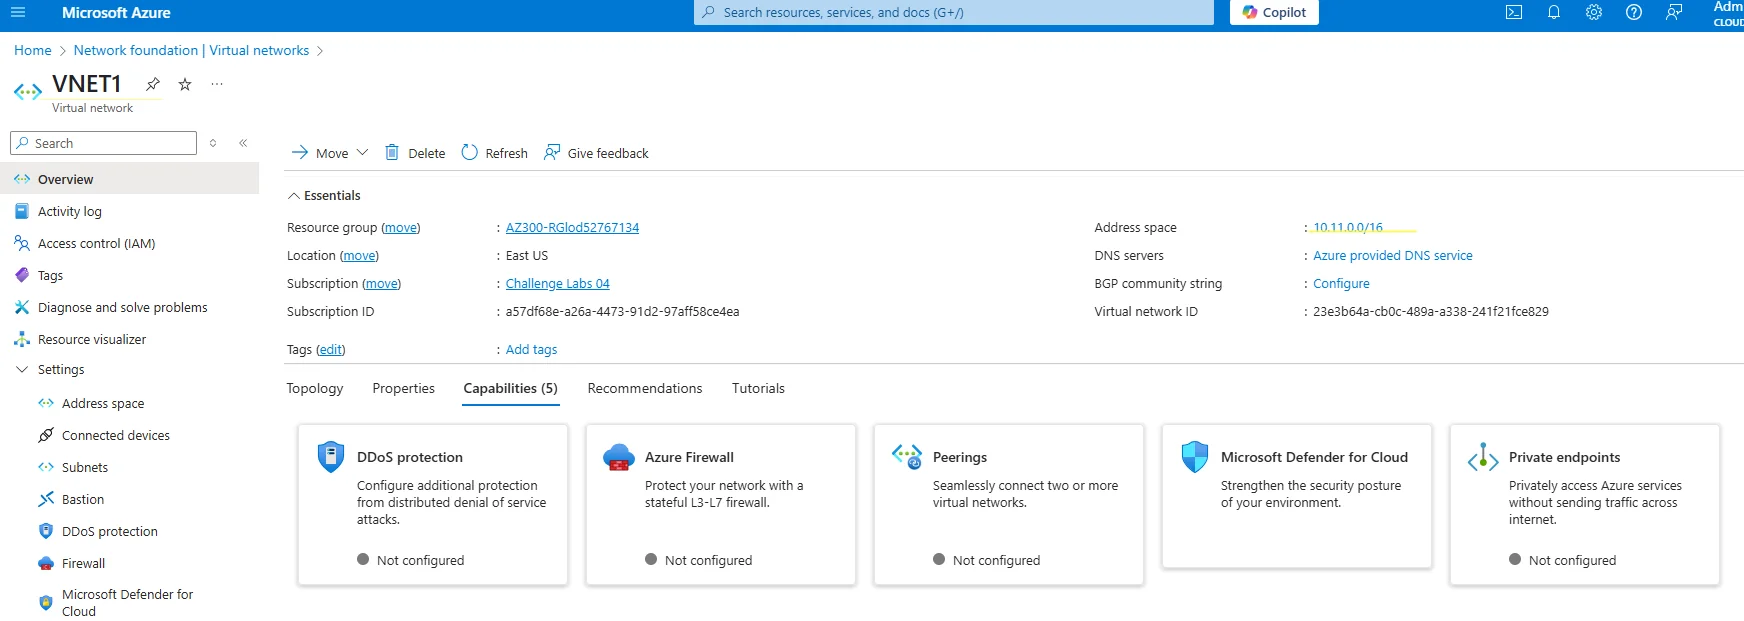 Microsoft Azure
Search resources, services, and docs (G+/)
Copilot
Adm
CLOUD
Home > Network foundation | Virtual networks >
VNET1
Virtual network
Search
Overview
Activity log
Access control (IAM)
Tags
Diagnose and solve problems
Resource visualizer
Settings
Address space
Connected devices
Subnets
Bastion
DDoS protection
Firewall
Microsoft Defender for
Cloud
Move
Delete
Refresh
Give feedback
Essentials
Resource group (move) : AZ300-RGlod52767134
Location (move) : East US
Subscription (move) : Challenge Labs 04
Subscription ID : a57df68e-a26a-4473-91d2-97aff58ce4ea
Tags (edit) : Add tags
Address space : 10.11.0.0/16
DNS servers : Azure provided DNS service
BGP community string : Configure
Virtual network ID : 23e3b64a-cb0c-489a-a338-241f21fce829
Topology
Properties
Capabilities (5)
Recommendations
Tutorials
DDoS protection
Configure additional protection
from distributed denial of service
attacks.
Not configured
Azure Firewall
Protect your network with a
stateful L3-L7 firewall.
Not configured
Peerings
Seamlessly connect two or more
virtual networks.
Not configured
Microsoft Defender for Cloud
Strengthen the security posture
of your environment.
Private endpoints
Privately access Azure services
without sending traffic across
internet.
Not configured